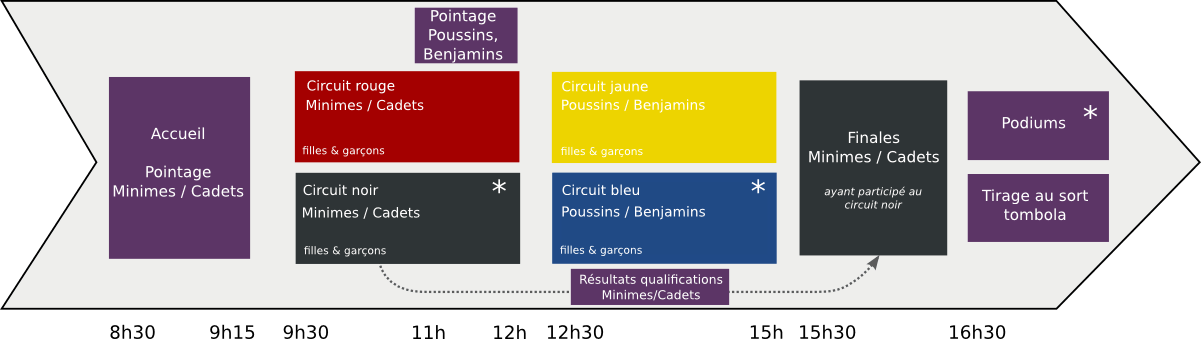 Pointage
Poussins,
Benjamins
Accueil
Pointage
Minimes / Cadets
Circuit rouge
Minimes / Cadets
filles & garçons
Circuit noir *
Minimes / Cadets
filles & garçons
Circuit jaune
Poussins / Benjamins
filles & garçons
Circuit bleu *
Poussins / Benjamins
filles & garçons
Résultats qualifications
Minimes/Cadets
Finales
Minimes / Cadets
ayant participé au
circuit noir
Podiums *
Tirage au sort
tombola
8h30 9h15 9h30 11h 12h 12h30 15h 15h30 16h30